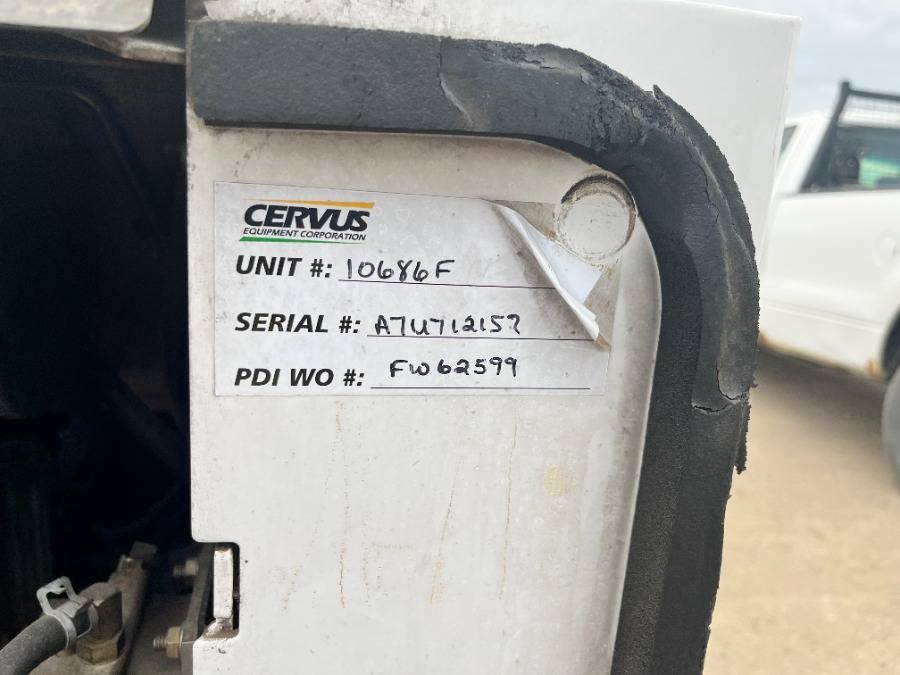 CERVUS
EQUIPMENT CORPORATION
UNIT #: 10686F
SERIAL #: A7U712157
PDI WO #: FW62599